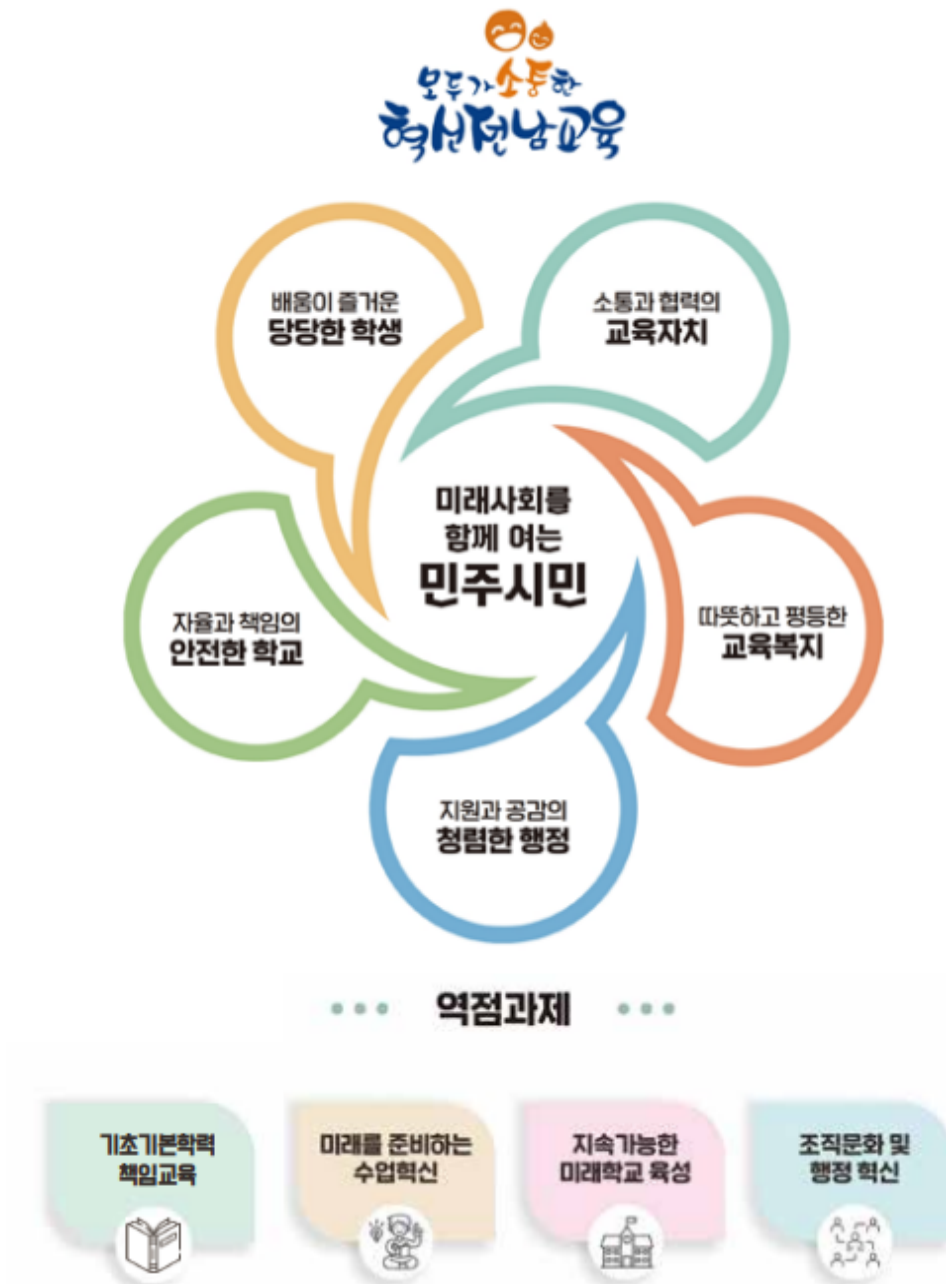 모두가소통한
혁신전남교육
배움이 즐거운
당당한 학생
소통과 협력의
교육자치
미래사회를
함께 여는
민주시민
자율과 책임의
안전한 학교
따뜻하고 평등한
교육복지
지원과 공감의
청렴한 행정
역점과제
기초기본학력
책임교육
미래를 준비하는
수업혁신
지속가능한
미래학교 육성
조직문화 및
행정 혁신